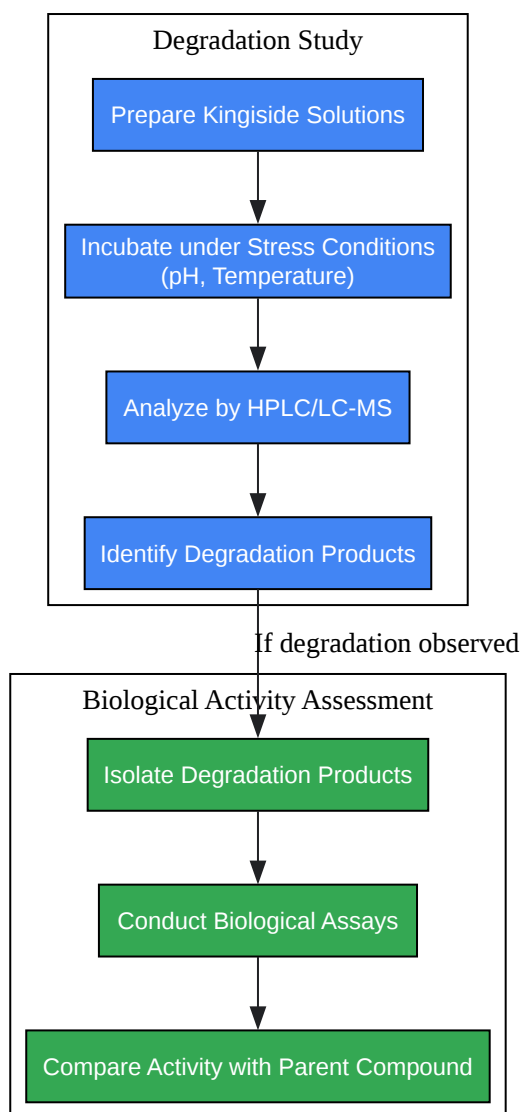 Degradation Study
Prepare Kingiside Solutions
Incubate under Stress Conditions
(pH, Temperature)
Analyze by HPLC/LC-MS
Identify Degradation Products
If degradation observed
Biological Activity Assessment
Isolate Degradation Products
Conduct Biological Assays
Compare Activity with Parent Compound